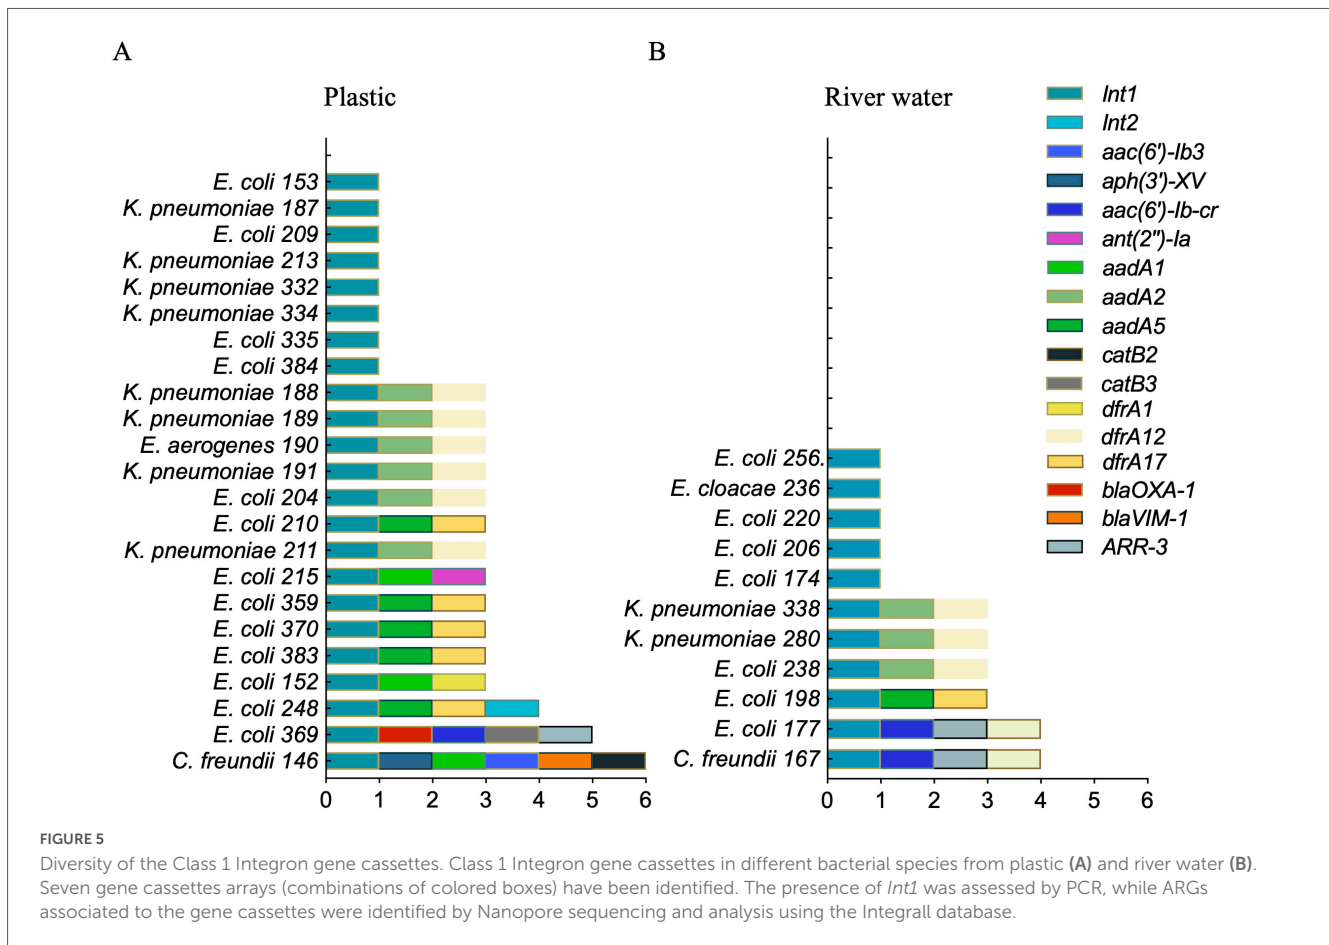 A
Plastic
E. coli 153
K. pneumoniae 187
E. coli 209
K. pneumoniae 213
K. pneumoniae 332
K. pneumoniae 334
E. coli 335
E. coli 384
K. pneumoniae 188
K. pneumoniae 189
E. aerogenes 190
K. pneumoniae 191
E. coli 204
E. coli 210
K. pneumoniae 211
E. coli 215
E. coli 359
E. coli 370
E. coli 383
E. coli 152
E. coli 248
E. coli 369
C. freundii 146
0 1 2 3 4 5 6
B
River water
E. coli 256.
E. cloacae 236
E. coli 220
E. coli 206
E. coli 174
K. pneumoniae 338
K. pneumoniae 280
E. coli 238
E. coli 198
E. coli 177
C. freundii 167
0 1 2 3 4 5 6
Int1
Int2
aac(6')-Ib3
aph(3')-XV
aac(6')-Ib-cr
ant(2'')-Ia
aadA1
aadA2
aadA5
catB2
catB3
dfrA1
dfrA12
dfrA17
blaOXA-1
blaVIM-1
ARR-3
FIGURE 5
Diversity of the Class 1 Integron gene cassettes. Class 1 Integron gene cassettes in different bacterial species from plastic (A) and river water (B).
Seven gene cassettes arrays (combinations of colored boxes) have been identified. The presence of Int1 was assessed by PCR, while ARGs
associated to the gene cassettes were identified by Nanopore sequencing and analysis using the Integrall database.